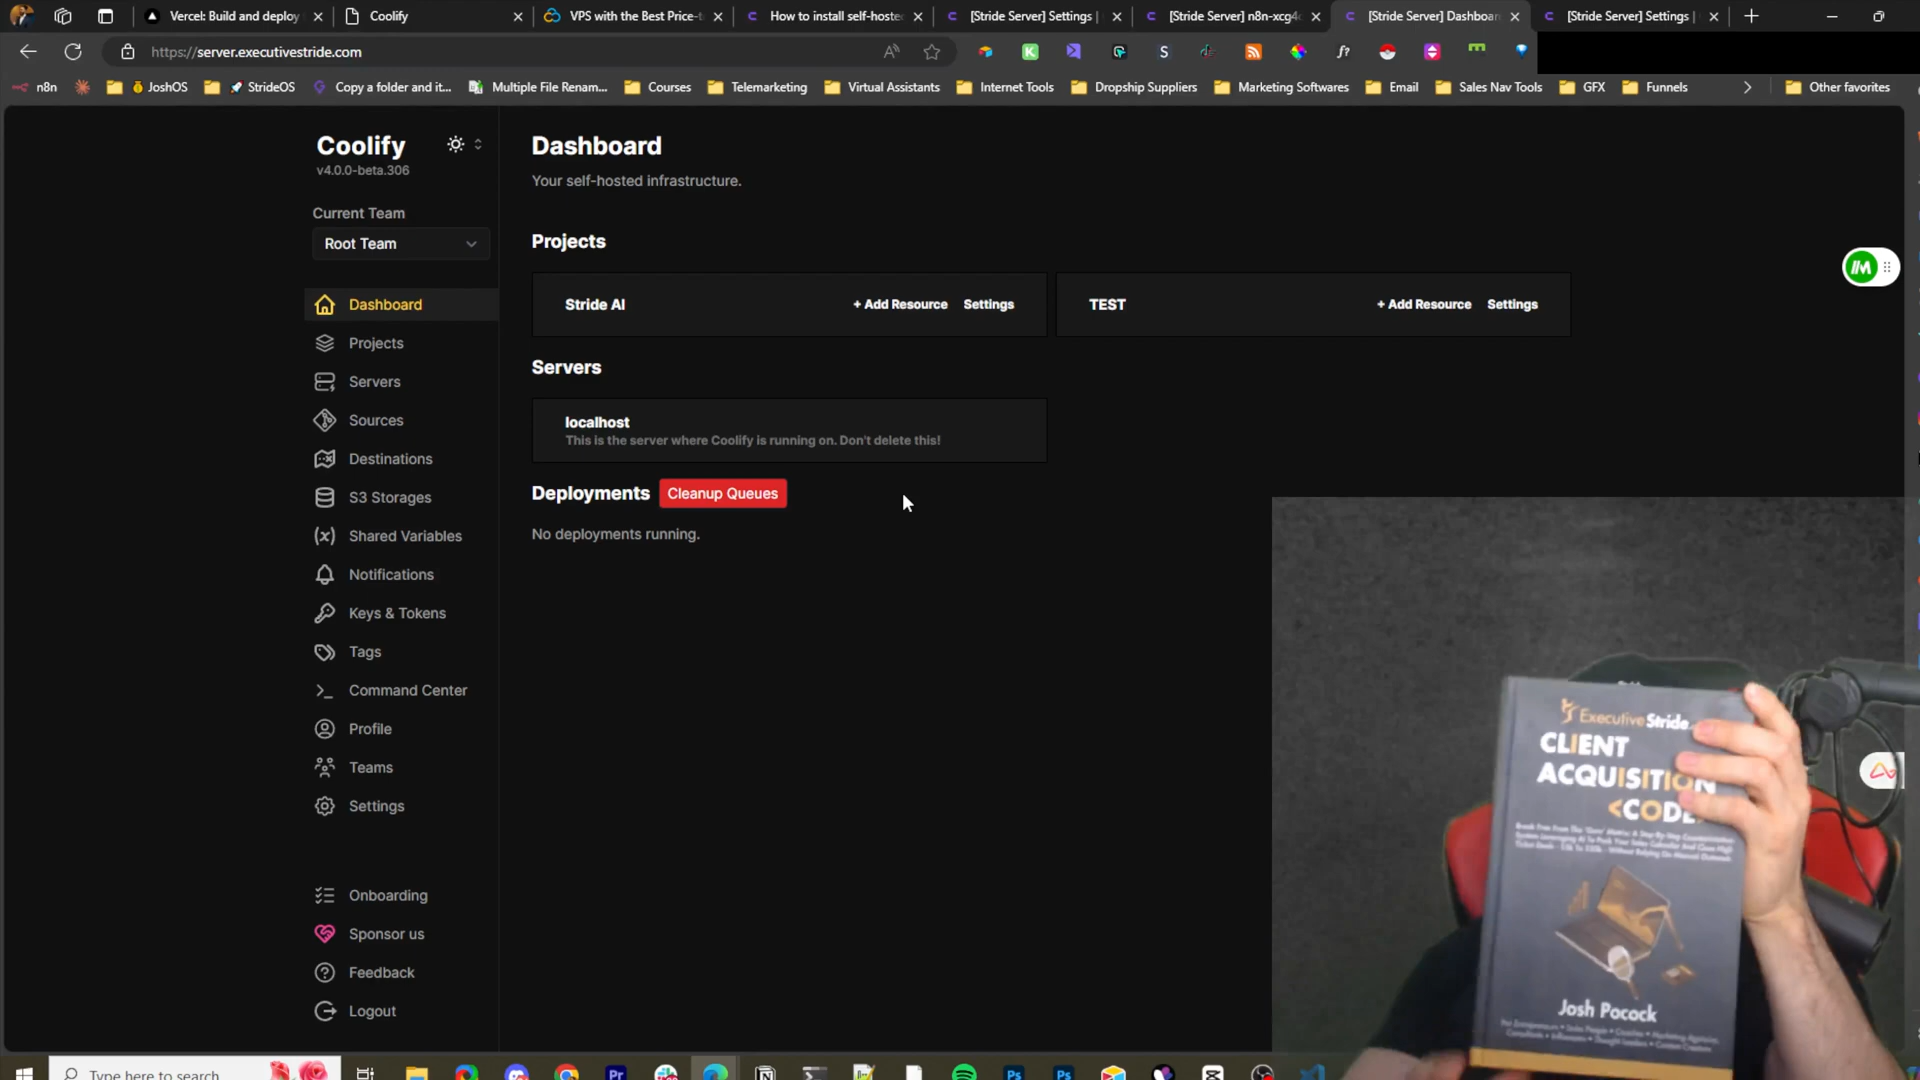 Vercel: Build and deploy
Coolify
VPS with the Best Price-t
How to install self-hoste
[Stride Server] Settings |
[Stride Server] n8n-xcg4
[Stride Server] Dashboar
[Stride Server] Settings |
https://server.executivestride.com
n8n
JoshOS
StrideOS
Copy a folder and it...
Multiple File Renam...
Courses
Telemarketing
Virtual Assistants
Internet Tools
Dropship Suppliers
Marketing Softwares
Email
Sales Nav Tools
GFX
Funnels
Other favorites
Coolify
v4.0.0-beta.306
Current Team
Root Team
Dashboard
Projects
Servers
Sources
Destinations
S3 Storages
Shared Variables
Notifications
Keys & Tokens
Tags
Command Center
Profile
Teams
Settings
Onboarding
Sponsor us
Feedback
Logout
Dashboard
Your self-hosted infrastructure.
Projects
Stride AI
+ Add Resource
Settings
TEST
+ Add Resource
Settings
Servers
localhost
This is the server where Coolify is running on. Don't delete this!
Deployments
Cleanup Queues
No deployments running.
ExecutiveStride
CLIENT
ACQUISITION
<CODE
Josh Pocock
Type here to search